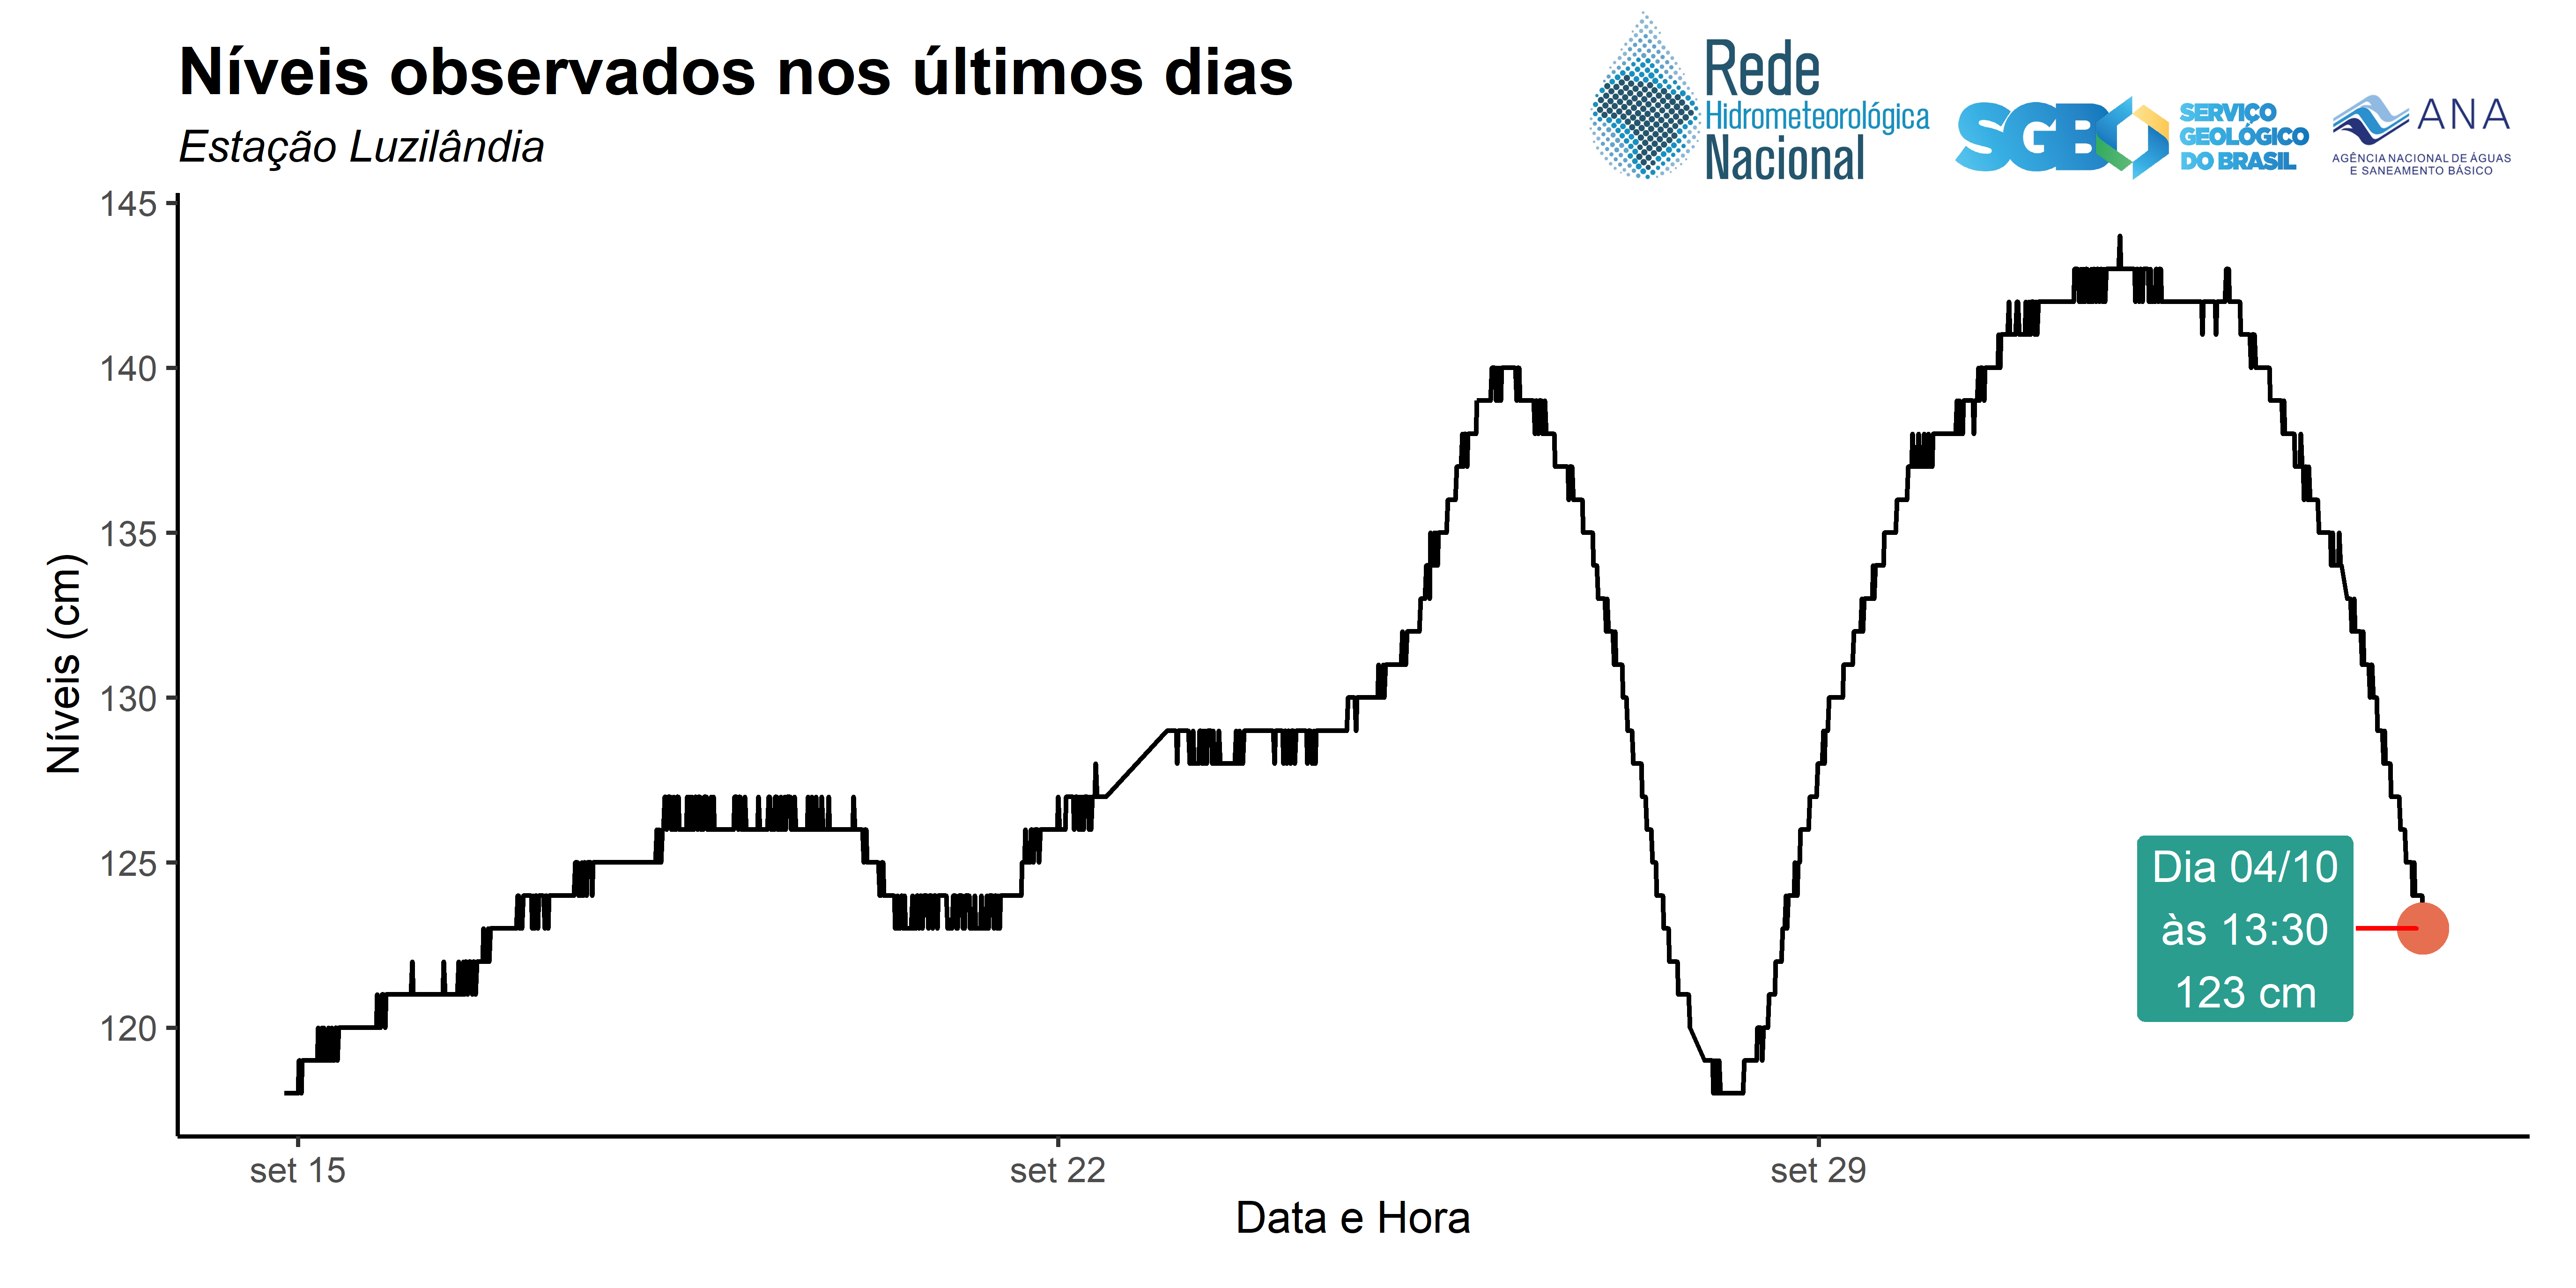 Níveis observados nos últimos dias
Estação Luzilândia
Rede
Hidrometeorológica
Nacional
SGB
SERVIÇO
GEOLÓGICO
DO BRASIL
ANA
AGÊNCIA NACIONAL DE ÁGUAS
E SANEAMENTO BÁSICO
Níveis (cm)
145
140
135
130
125
120
Dia 04/10
às 13:30
123 cm
set 15
set 22
set 29
Data e Hora